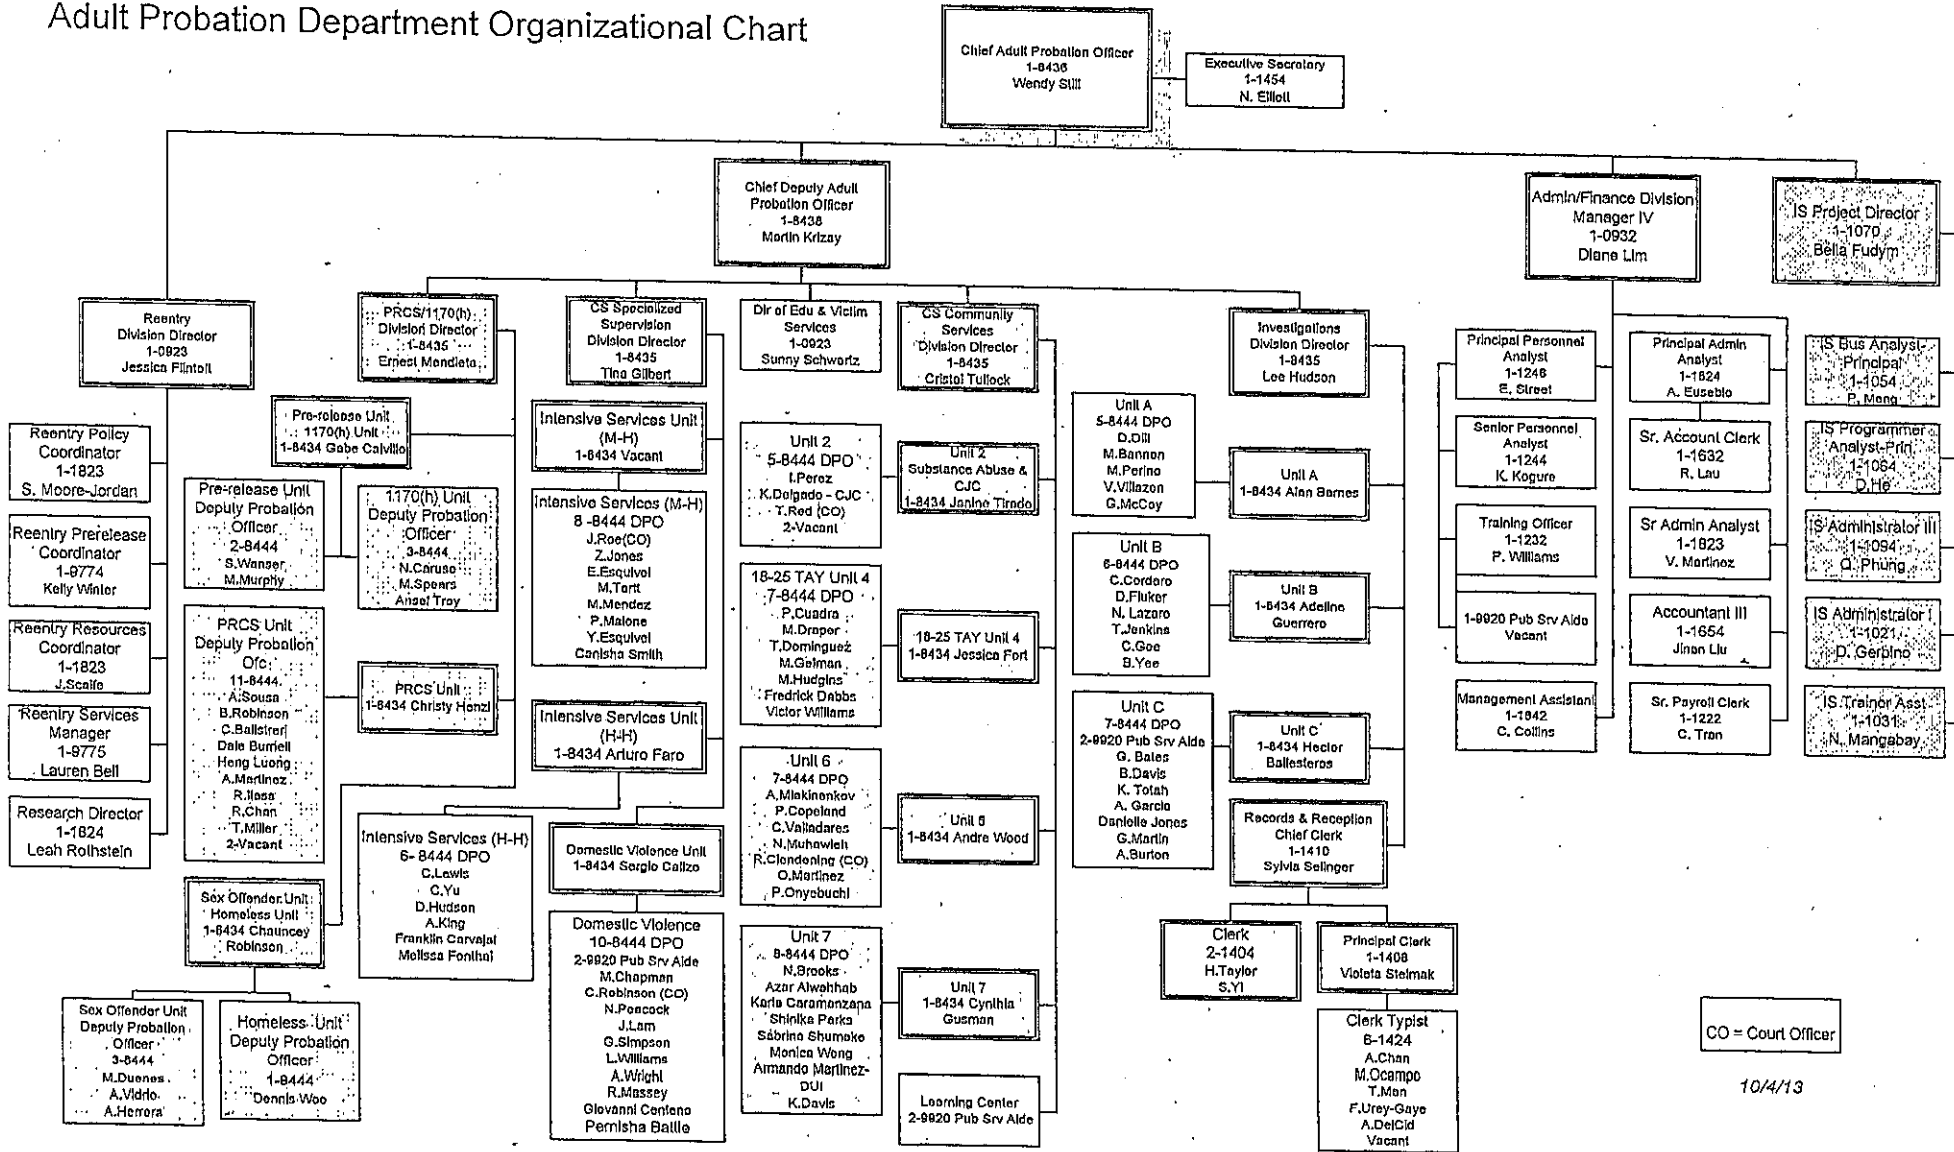 Adult Probation Department Organizational Chart
Chief Adult Probation Officer
1-8436
Wendy Still
Executive Secretary
1-1454
N. Elliott
Chief Deputy Adult
Probation Officer
1-8438
Martin Krizay
Admin/Finance Division
Manager IV
1-0932
Diane Lim
IS Project Director
1-1070
Bella Fudym
Reentry
Division Director
1-0923
Jessica Flintoft
PRCS/1170(h)
Division Director
1-8435
Ernest Mendieta
CS Specialized
Supervision
Division Director
1-8435
Tina Gilbert
Dir of Edu & Victim
Services
1-0923
Sunny Schwartz
CS Community
Services
Division Director
1-8435
Cristel Tullock
Investigations
Division Director
1-8435
Lee Hudson
Reentry Policy
Coordinator
1-1823
S. Moore-Jordan
Reentry Prerelease
Coordinator
1-9774
Kelly Winter
Reentry Resources
Coordinator
1-1823
J.Scaife
Reentry Services
Manager
1-9775
Lauren Bell
Research Director
1-1824
Leah Rothstein
Pre-release Unit
1170(h) Unit
1-8434 Gabe Calvillo
Pre-release Unit
Deputy Probation
Officer
2-8444
S.Wanser
M.Murphy
1170(h) Unit
Deputy Probation
Officer
3-8444
N.Caruso
M.Spears
Ansel Troy
PRCS Unit
Deputy Probation
Ofc
11-8444
A.Sousa
B.Robinson
C.Ballstreri
Dale Burrell
Heng Luong
A.Martinez
R.Chan
T.Miller
2-Vacant
PRCS Unit
1-8434 Christy Henzl
Sex Offender Unit
Homeless Unit
1-8434 Chauncey
Robinson
Sex Offender Unit
Deputy Probation
Officer
3-8444
M.Duenes
A.Vidrio
A.Herrera
Homeless Unit
Deputy Probation
Officer
1-8444
Dennis Woo
Intensive Services Unit
(M-H)
1-8434 Vacant
Intensive Services (M-H)
8 -8444 DPO
J.Roe(CO)
Z.Jones
E.Esquivel
M.Tortt
M.Mendez
P.Malone
Y.Esquivel
Canisha Smith
Intensive Services Unit
(H-H)
1-8434 Arturo Faro
Intensive Services (H-H)
6- 8444 DPO
C.Lewis
C.Yu
D.Hudson
A.King
Franklin Carvajal
Melissa Fonthal
Domestic Violence Unit
1-8434 Sergio Calizo
Domestic Violence
10-8444 DPO
2-9920 Pub Srv Aide
M.Chapman
C.Robinson (CO)
N.Peacock
J.Lam
G.Simpson
L.Williams
A.Wright
R.Massey
Giovanni Centeno
Pernisha Battle
Unit 2
5-8444 DPO
I.Perez
K.Delgado - CJC
T.Red (CO)
2-Vacant
Unit 2
Substance Abuse &
CJC
1-8434 Janine Tirado
18-25 TAY Unit 4
7-8444 DPO
P.Cuadra
M.Draper
T.Dominguez
M.Gelman
M.Hudgins
Fredrick Dabbs
Victor Williams
18-25 TAY Unit 4
1-8434 Jessica Fort
Unit 6
7-8444 DPO
A.Miakinenkov
P.Copeland
C.Valladares
N.Muhawieh
R.Clendening (CO)
O.Martinez
P.Onyebuchi
Unit 6
1-8434 Andre Wood
Unit 7
8-8444 DPO
N.Brooks
Azar Alwahhab
Karla Caramanzana
Shinika Parks
Sabrina Shumake
Monica Wong
Armando Martinez-
DUI
K.Davis
Unit 7
1-8434 Cynthia
Gusman
Learning Center
2-9920 Pub Srv Aide
Unit A
5-8444 DPO
D.Dill
M.Bannon
M.Perino
V.Villazon
G.McCoy
Unit A
1-8434 Alan Barnes
Unit B
6-8444 DPO
C.Cordero
D.Fluker
N. Lazaro
T.Jenkins
C.Goe
B.Yee
Unit B
1-8434 Adeline
Guerrero
Unit C
7-8444 DPO
2-9920 Pub Srv Aide
G. Bales
B.Davis
K. Totah
A. Garcia
Danielle Jones
G.Martin
A.Burton
Unit C
1-8434 Hector
Ballesteros
Records & Reception
Chief Clerk
1-1410
Sylvia Selinger
Clerk
2-1404
H.Taylor
S.Yi
Principal Clerk
1-1408
Violeta Stelmak
Clerk Typist
6-1424
A.Chan
M.Ocampo
T.Man
F.Urey-Gaye
A.DelCid
Vacant
Principal Personnel
Analyst
1-1246
E. Street
Senior Personnel
Analyst
1-1244
K. Kogure
Training Officer
1-1232
P. Williams
1-9920 Pub Srv Aide
Vacant
Management Assistant
1-1842
C. Collins
Principal Admin
Analyst
1-1824
A. Eusebio
Sr. Account Clerk
1-1632
R. Lau
Sr Admin Analyst
1-1823
V. Martinez
Accountant III
1-1654
Jinan Liu
Sr. Payroll Clerk
1-1222
C. Tran
IS Bus Analyst-
Principal
1-1054
P. Mang
IS Programmer
Analyst-Prin
1-1064
D.He
IS Administrator III
1-1094
Q. Phung
IS Administrator I
1-1021
D. Gerpino
IS Trainer Asst
1-1031
N. Mangabay
CO = Court Officer
10/4/13